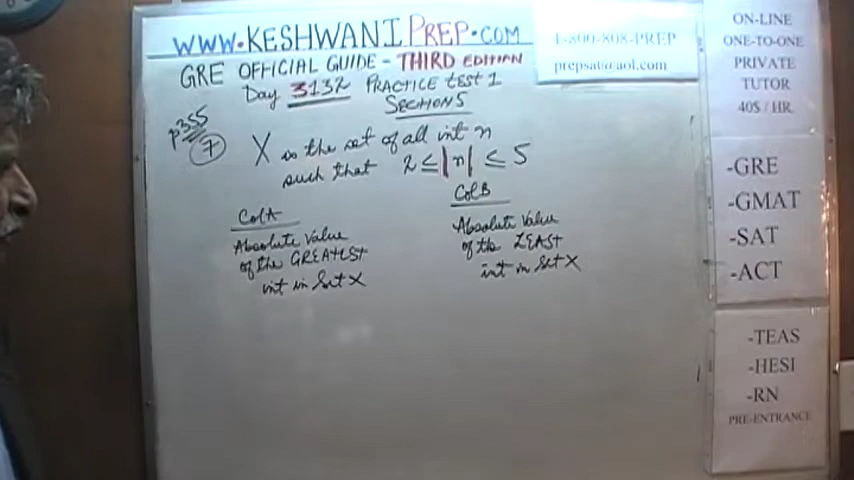 WWW.KESHWANIPREP.COM
1-800-808-PREP
prepsat@aol.com
GRE OFFICIAL GUIDE - THIRD EDITION
Day 3132 PRACTICE TEST 1
SECTION 5
p355
7
X is the set of all int n
such that 2 ≤ |n| ≤ 5
Col A
Absolute Value
of the GREATEST
int in Set X
Col B
Absolute Value
of the LEAST
int in Set X
ON-LINE
ONE-TO-ONE
PRIVATE
TUTOR
40$ / HR.
-GRE
-GMAT
-SAT
-ACT
-TEAS
-HESI
-RN
PRE-ENTRANCE